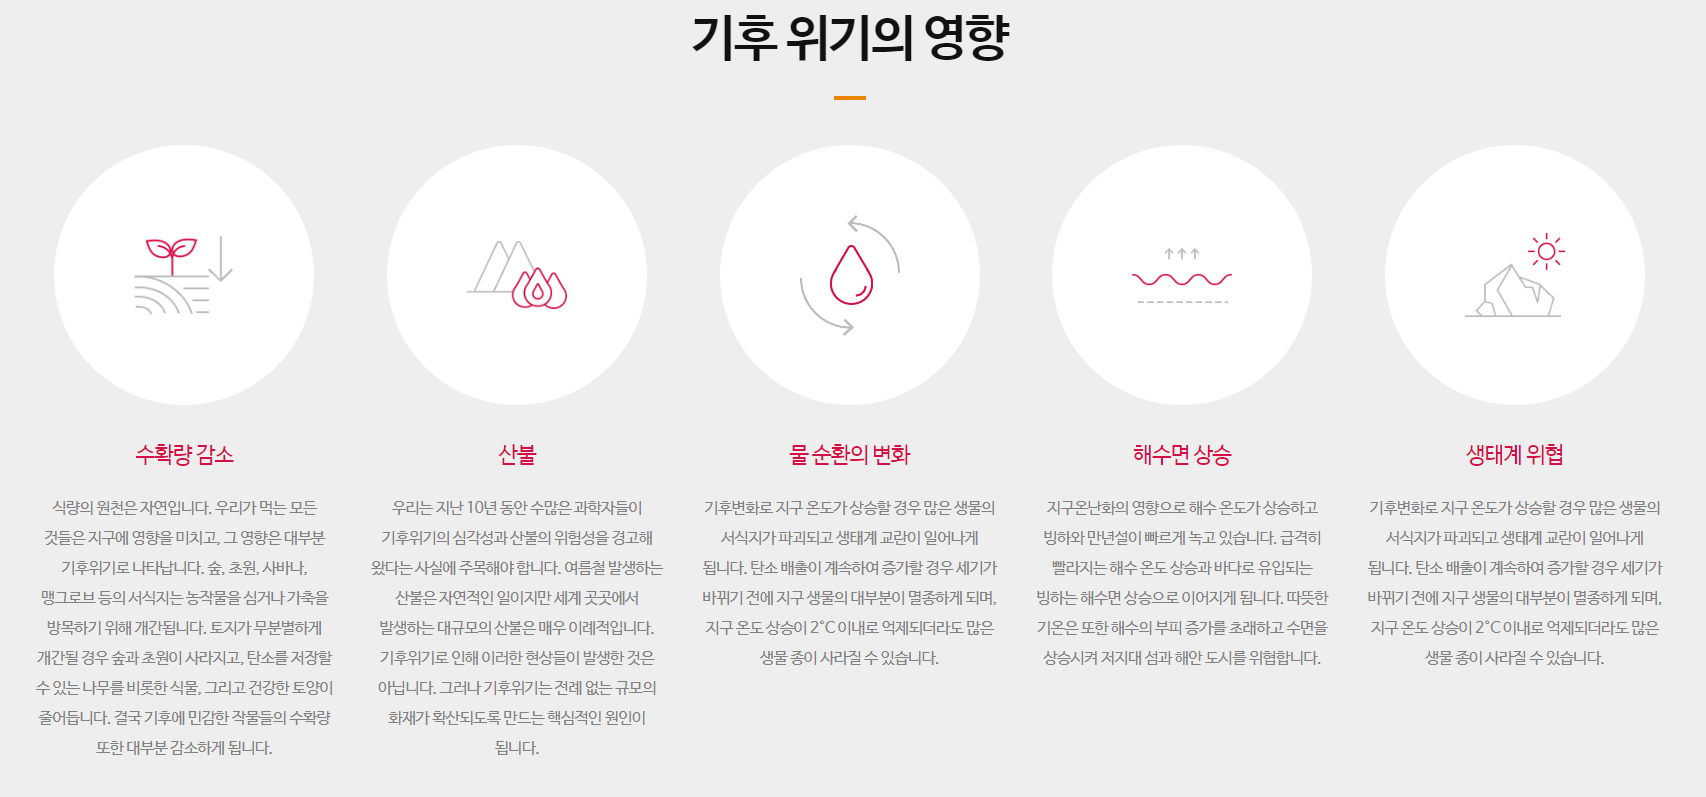 기후 위기의 영향
수확량 감소
식량의 원천은 자연입니다. 우리가 먹는 모든
것들은 지구에 영향을 미치고, 그 영향은 대부분
기후위기로 나타납니다. 숲, 초원, 사바나,
맹그로브 등의 서식지는 농작물을 심거나 가축을
방목하기 위해 개간됩니다. 토지가 무분별하게
개간될 경우 숲과 초원이 사라지고, 탄소를 저장할
수 있는 나무를 비롯한 식물, 그리고 건강한 토양이
줄어듭니다. 결국 기후에 민감한 작물들의 수확량
또한 대부분 감소하게 됩니다.
산불
우리는 지난 10년 동안 수많은 과학자들이
기후위기의 심각성과 산불의 위험성을 경고해
왔다는 사실에 주목해야 합니다. 여름철 발생하는
산불은 자연적인 일이지만 세계 곳곳에서
발생하는 대규모의 산불은 매우 이례적입니다.
기후위기로 인해 이러한 현상들이 발생한 것은
아닙니다. 그러나 기후위기는 전례 없는 규모의
화재가 확산되도록 만드는 핵심적인 원인이
됩니다.
물 순환의 변화
기후변화로 지구 온도가 상승할 경우 많은 생물의
서식지가 파괴되고 생태계 교란이 일어나게
됩니다. 탄소 배출이 계속하여 증가할 경우 세기가
바뀌기 전에 지구 생물의 대부분이 멸종하게 되며,
지구 온도 상승이 2˚C 이내로 억제되더라도 많은
생물 종이 사라질 수 있습니다.
해수면 상승
지구온난화의 영향으로 해수 온도가 상승하고
빙하와 만년설이 빠르게 녹고 있습니다. 급격히
빨라지는 해수 온도 상승과 바다로 유입되는
빙하는 해수면 상승으로 이어지게 됩니다. 따뜻한
기온은 또한 해수의 부피 증가를 초래하고 수면을
상승시켜 저지대 섬과 해안 도시를 위협합니다.
생태계 위협
기후변화로 지구 온도가 상승할 경우 많은 생물의
서식지가 파괴되고 생태계 교란이 일어나게
됩니다. 탄소 배출이 계속하여 증가할 경우 세기가
바뀌기 전에 지구 생물의 대부분이 멸종하게 되며,
지구 온도 상승이 2˚C 이내로 억제되더라도 많은
생물 종이 사라질 수 있습니다.